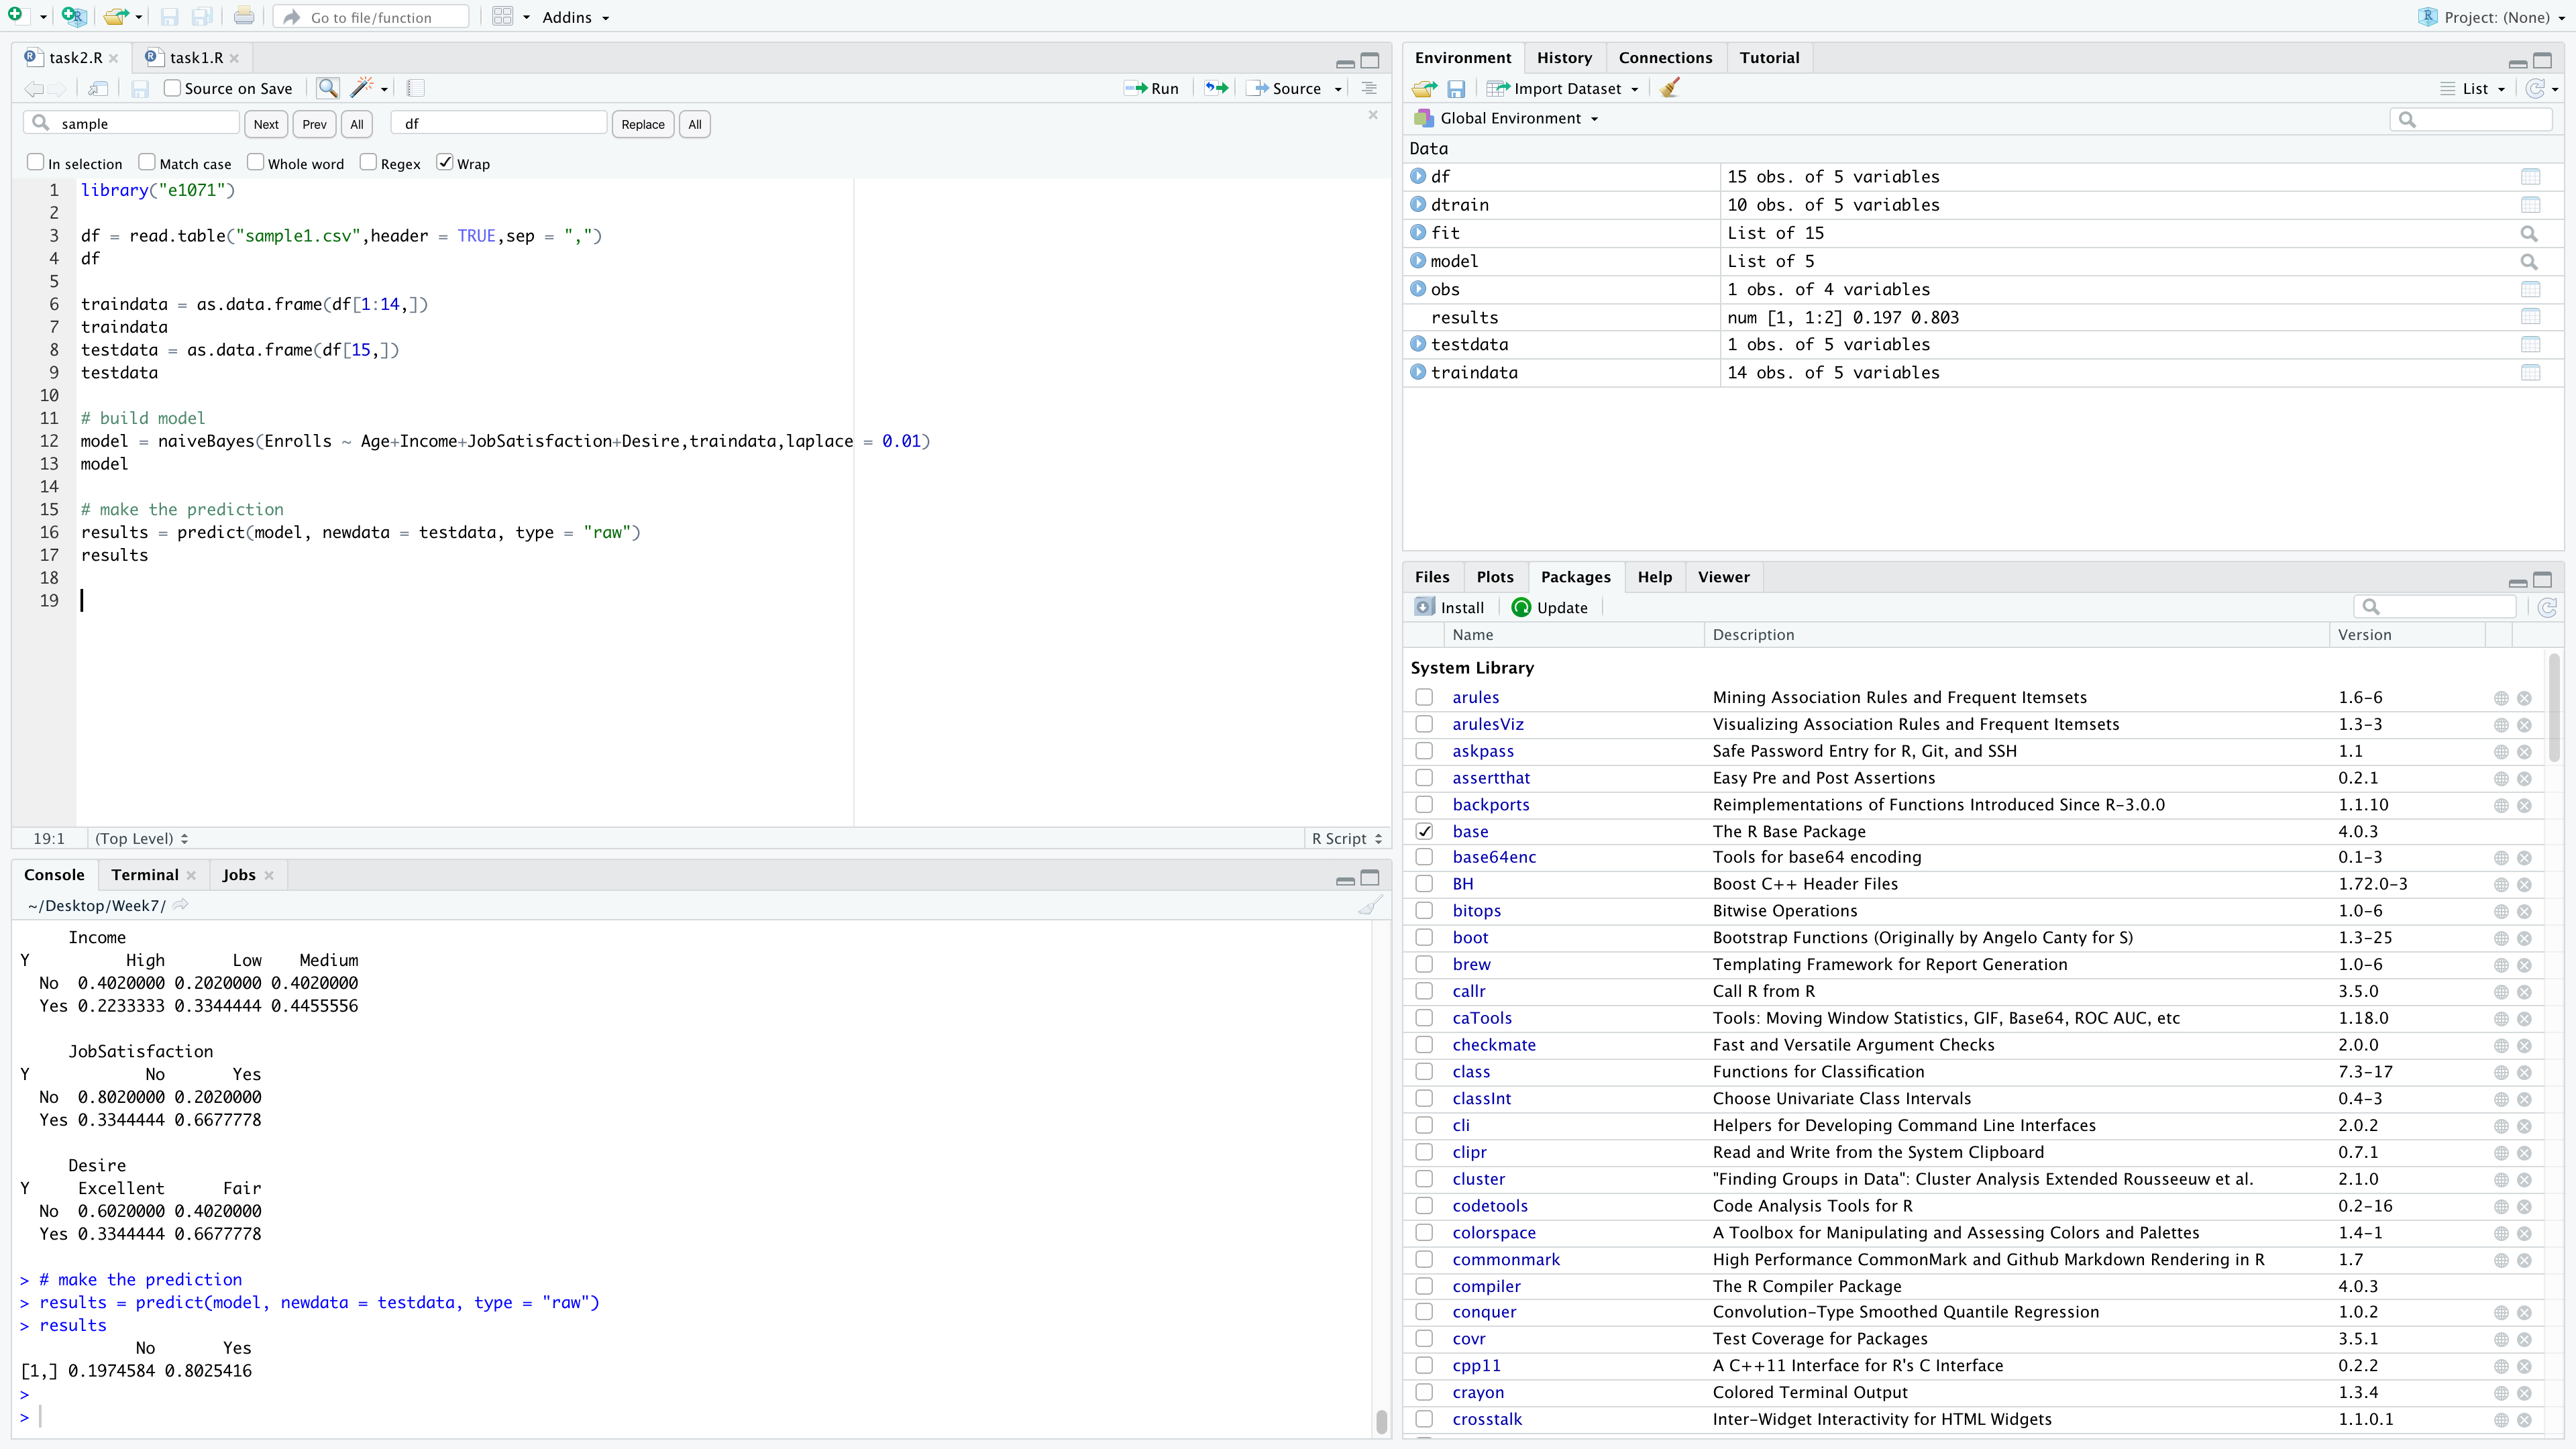 Go to file/function
Addins
Project: (None)
task2.R
task1.R
Source on Save
Run
Source
sample
Next
Prev
All
df
Replace
All
In selection
Match case
Whole word
Regex
Wrap
1 library("e1071")
2
3 df = read.table("sample1.csv",header = TRUE,sep = ",")
4 df
5
6 traindata = as.data.frame(df[1:14,])
7 traindata
8 testdata = as.data.frame(df[15,])
9 testdata
10
11 # build model
12 model = naiveBayes(Enrolls ~ Age+Income+JobSatisfaction+Desire,traindata,laplace = 0.01)
13 model
14
15 # make the prediction
16 results = predict(model, newdata = testdata, type = "raw")
17 results
18
19
19:1 (Top Level) R Script
Console Terminal Jobs
~/Desktop/Week7/
Income
Y High Low Medium
No 0.4020000 0.2020000 0.4020000
Yes 0.2233333 0.3344444 0.4455556
JobSatisfaction
Y No Yes
No 0.8020000 0.2020000
Yes 0.3344444 0.6677778
Desire
Y Excellent Fair
No 0.6020000 0.4020000
Yes 0.3344444 0.6677778
> # make the prediction
> results = predict(model, newdata = testdata, type = "raw")
> results
No Yes
[1,] 0.1974584 0.8025416
>
>
Environment History Connections Tutorial
Import Dataset
List
Global Environment
Data
df 15 obs. of 5 variables
dtrain 10 obs. of 5 variables
fit List of 15
model List of 5
obs 1 obs. of 4 variables
results num [1, 1:2] 0.197 0.803
testdata 1 obs. of 5 variables
traindata 14 obs. of 5 variables
Files Plots Packages Help Viewer
Install Update
Name Description Version
System Library
arules Mining Association Rules and Frequent Itemsets 1.6-6
arulesViz Visualizing Association Rules and Frequent Itemsets 1.3-3
askpass Safe Password Entry for R, Git, and SSH 1.1
assertthat Easy Pre and Post Assertions 0.2.1
backports Reimplementations of Functions Introduced Since R-3.0.0 1.1.10
base The R Base Package 4.0.3
base64enc Tools for base64 encoding 0.1-3
BH Boost C++ Header Files 1.72.0-3
bitops Bitwise Operations 1.0-6
boot Bootstrap Functions (Originally by Angelo Canty for S) 1.3-25
brew Templating Framework for Report Generation 1.0-6
callr Call R from R 3.5.0
caTools Tools: Moving Window Statistics, GIF, Base64, ROC AUC, etc 1.18.0
checkmate Fast and Versatile Argument Checks 2.0.0
class Functions for Classification 7.3-17
classInt Choose Univariate Class Intervals 0.4-3
cli Helpers for Developing Command Line Interfaces 2.0.2
clipr Read and Write from the System Clipboard 0.7.1
cluster "Finding Groups in Data": Cluster Analysis Extended Rousseeuw et al. 2.1.0
codetools Code Analysis Tools for R 0.2-16
colorspace A Toolbox for Manipulating and Assessing Colors and Palettes 1.4-1
commonmark High Performance CommonMark and Github Markdown Rendering in R 1.7
compiler The R Compiler Package 4.0.3
conquer Convolution-Type Smoothed Quantile Regression 1.0.2
covr Test Coverage for Packages 3.5.1
cpp11 A C++11 Interface for R's C Interface 0.2.2
crayon Colored Terminal Output 1.3.4
crosstalk Inter-Widget Interactivity for HTML Widgets 1.1.0.1